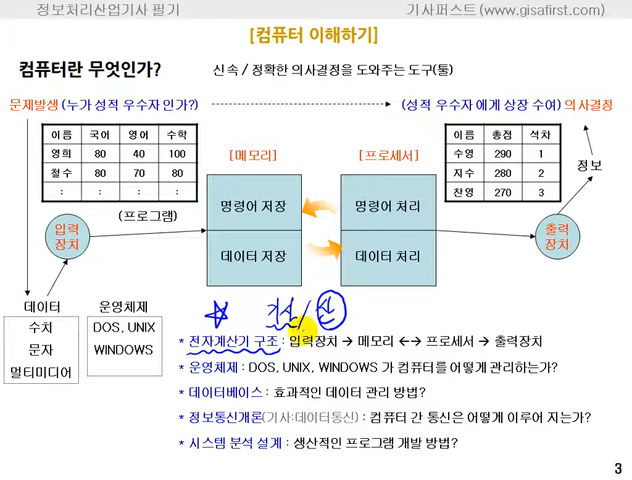 정보처리산업기사 필기
기사퍼스트 (www.gisafirst.com)
[컴퓨터 이해하기]
컴퓨터란 무엇인가?
신속 / 정확한 의사결정을 도와주는 도구(툴)
문제발생 (누가 성적 우수자 인가?)
(성적 우수자 에게 상장 수여) 의사결정
이름 국어 영어 수학
영희 80 40 100
철수 80 70 80
: : : :
[메모리]
[프로세서]
이름 총점 석차
수영 290 1
지수 280 2
찬영 270 3
정보
명령어 저장
명령어 처리
(프로그램)
입력
장치
출력
장치
데이터 저장
데이터 처리
데이터
수치
문자
멀티미디어
운영체제
DOS, UNIX
WINDOWS
기산/산
* 전자계산기 구조 : 입력장치 → 메모리 ←→ 프로세서 → 출력장치
* 운영체제 : DOS, UNIX, WINDOWS 가 컴퓨터를 어떻게 관리하는가?
* 데이터베이스 : 효과적인 데이터 관리 방법?
* 정보통신개론(기사:데이터통신) : 컴퓨터 간 통신은 어떻게 이루어 지는가?
* 시스템 분석 설계 : 생산적인 프로그램 개발 방법?
3